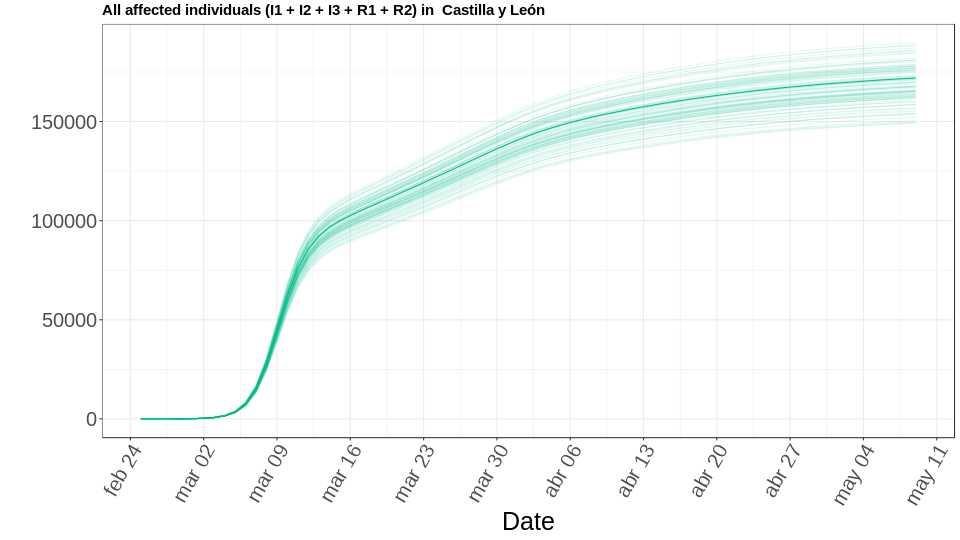 All affected individuals (I1 + I2 + I3 + R1 + R2) in  Castilla y León
150000
100000
50000
0
feb 24
mar 02
mar 09
mar 16
mar 23
mar 30
abr 06
abr 13
abr 20
abr 27
may 04
may 11
Date